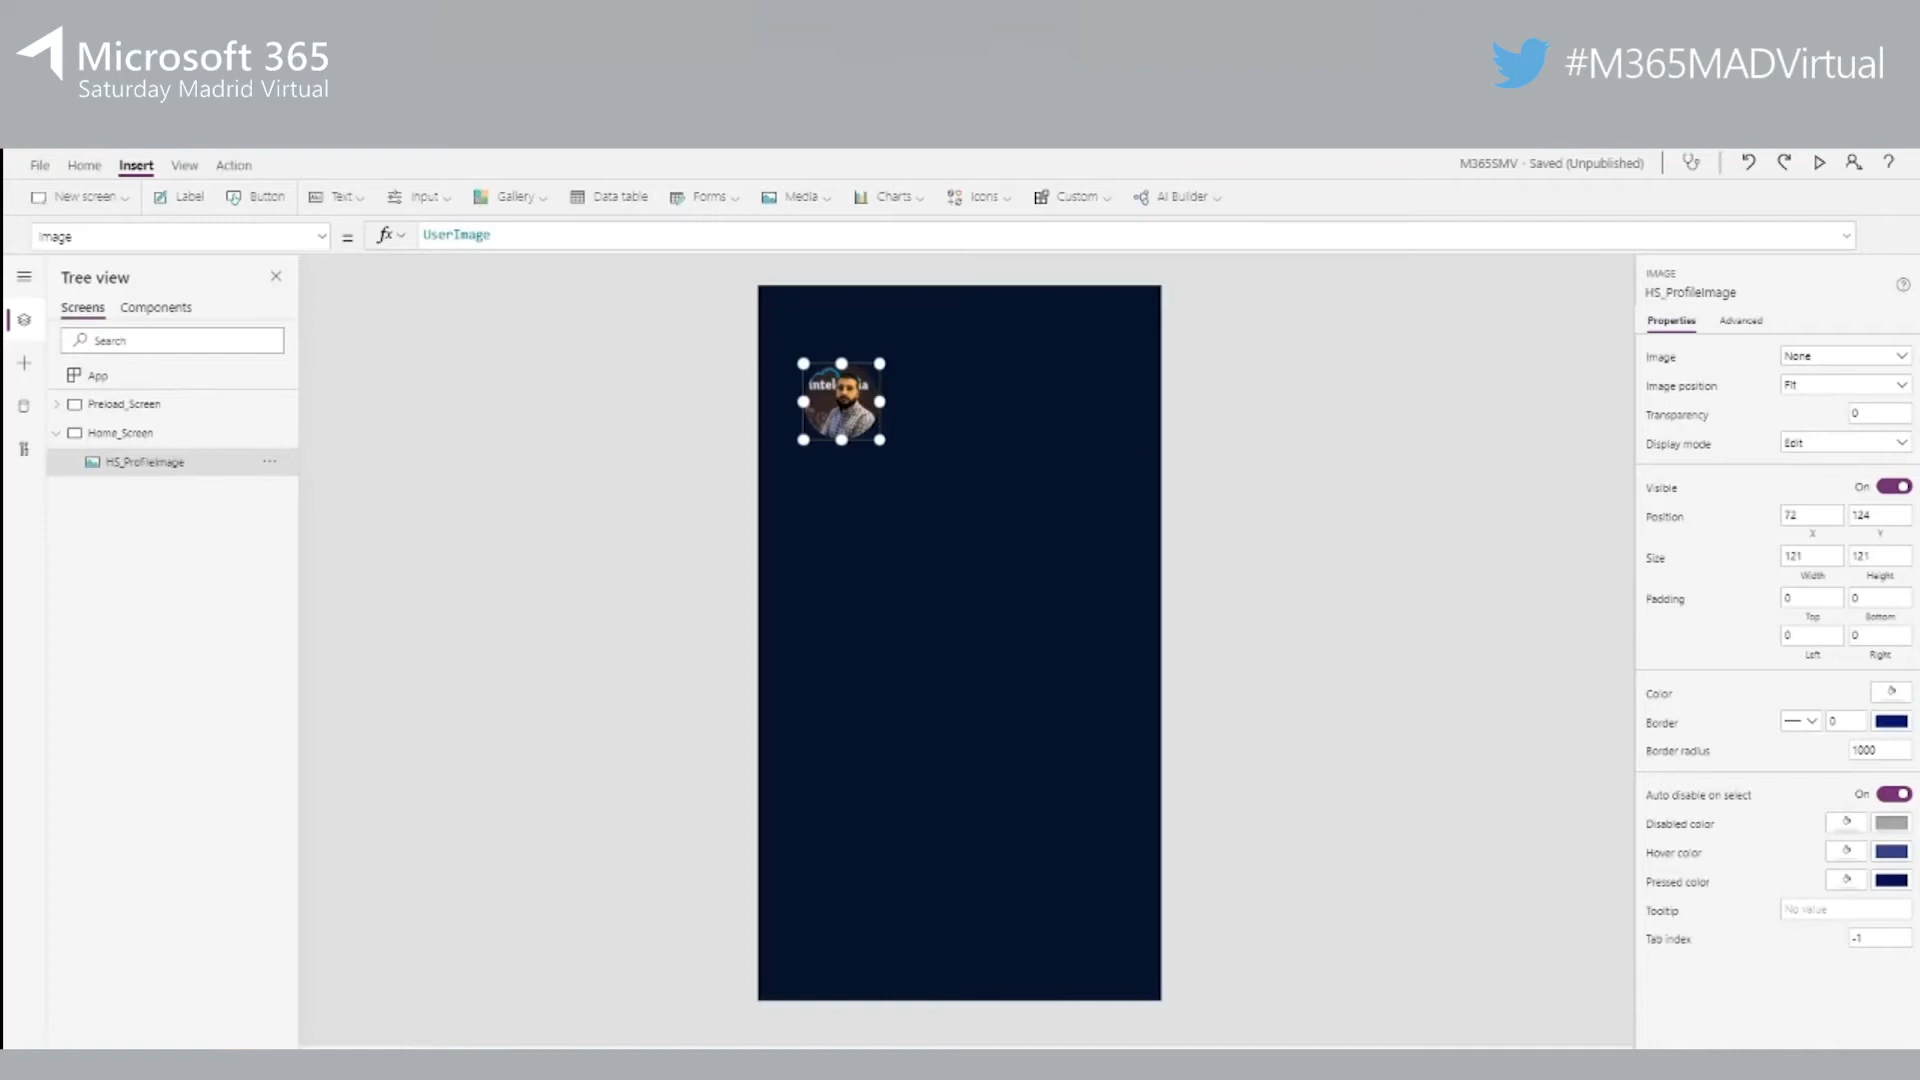 Microsoft 365
Saturday Madrid Virtual
#M365MADVirtual
File Home Insert View Action
M365SMV - Saved (Unpublished)
New screen Label Button Text Input Gallery Data table Forms Media Charts Icons Custom AI Builder
Image = fx UserImage
Tree view
Screens Components
Search
App
Preload_Screen
Home_Screen
HS_ProfileImage
IMAGE
HS_ProfileImage
Properties Advanced
Image None
Image position Fit
Transparency 0
Display mode Edit
Visible On
Position 72 124
X Y
Size 121 121
Width Height
Padding 0 0
Top Bottom
0 0
Left Right
Color
Border 0
Border radius 1000
Auto disable on select On
Disabled color
Hover color
Pressed color
Tooltip No value
Tab index -1